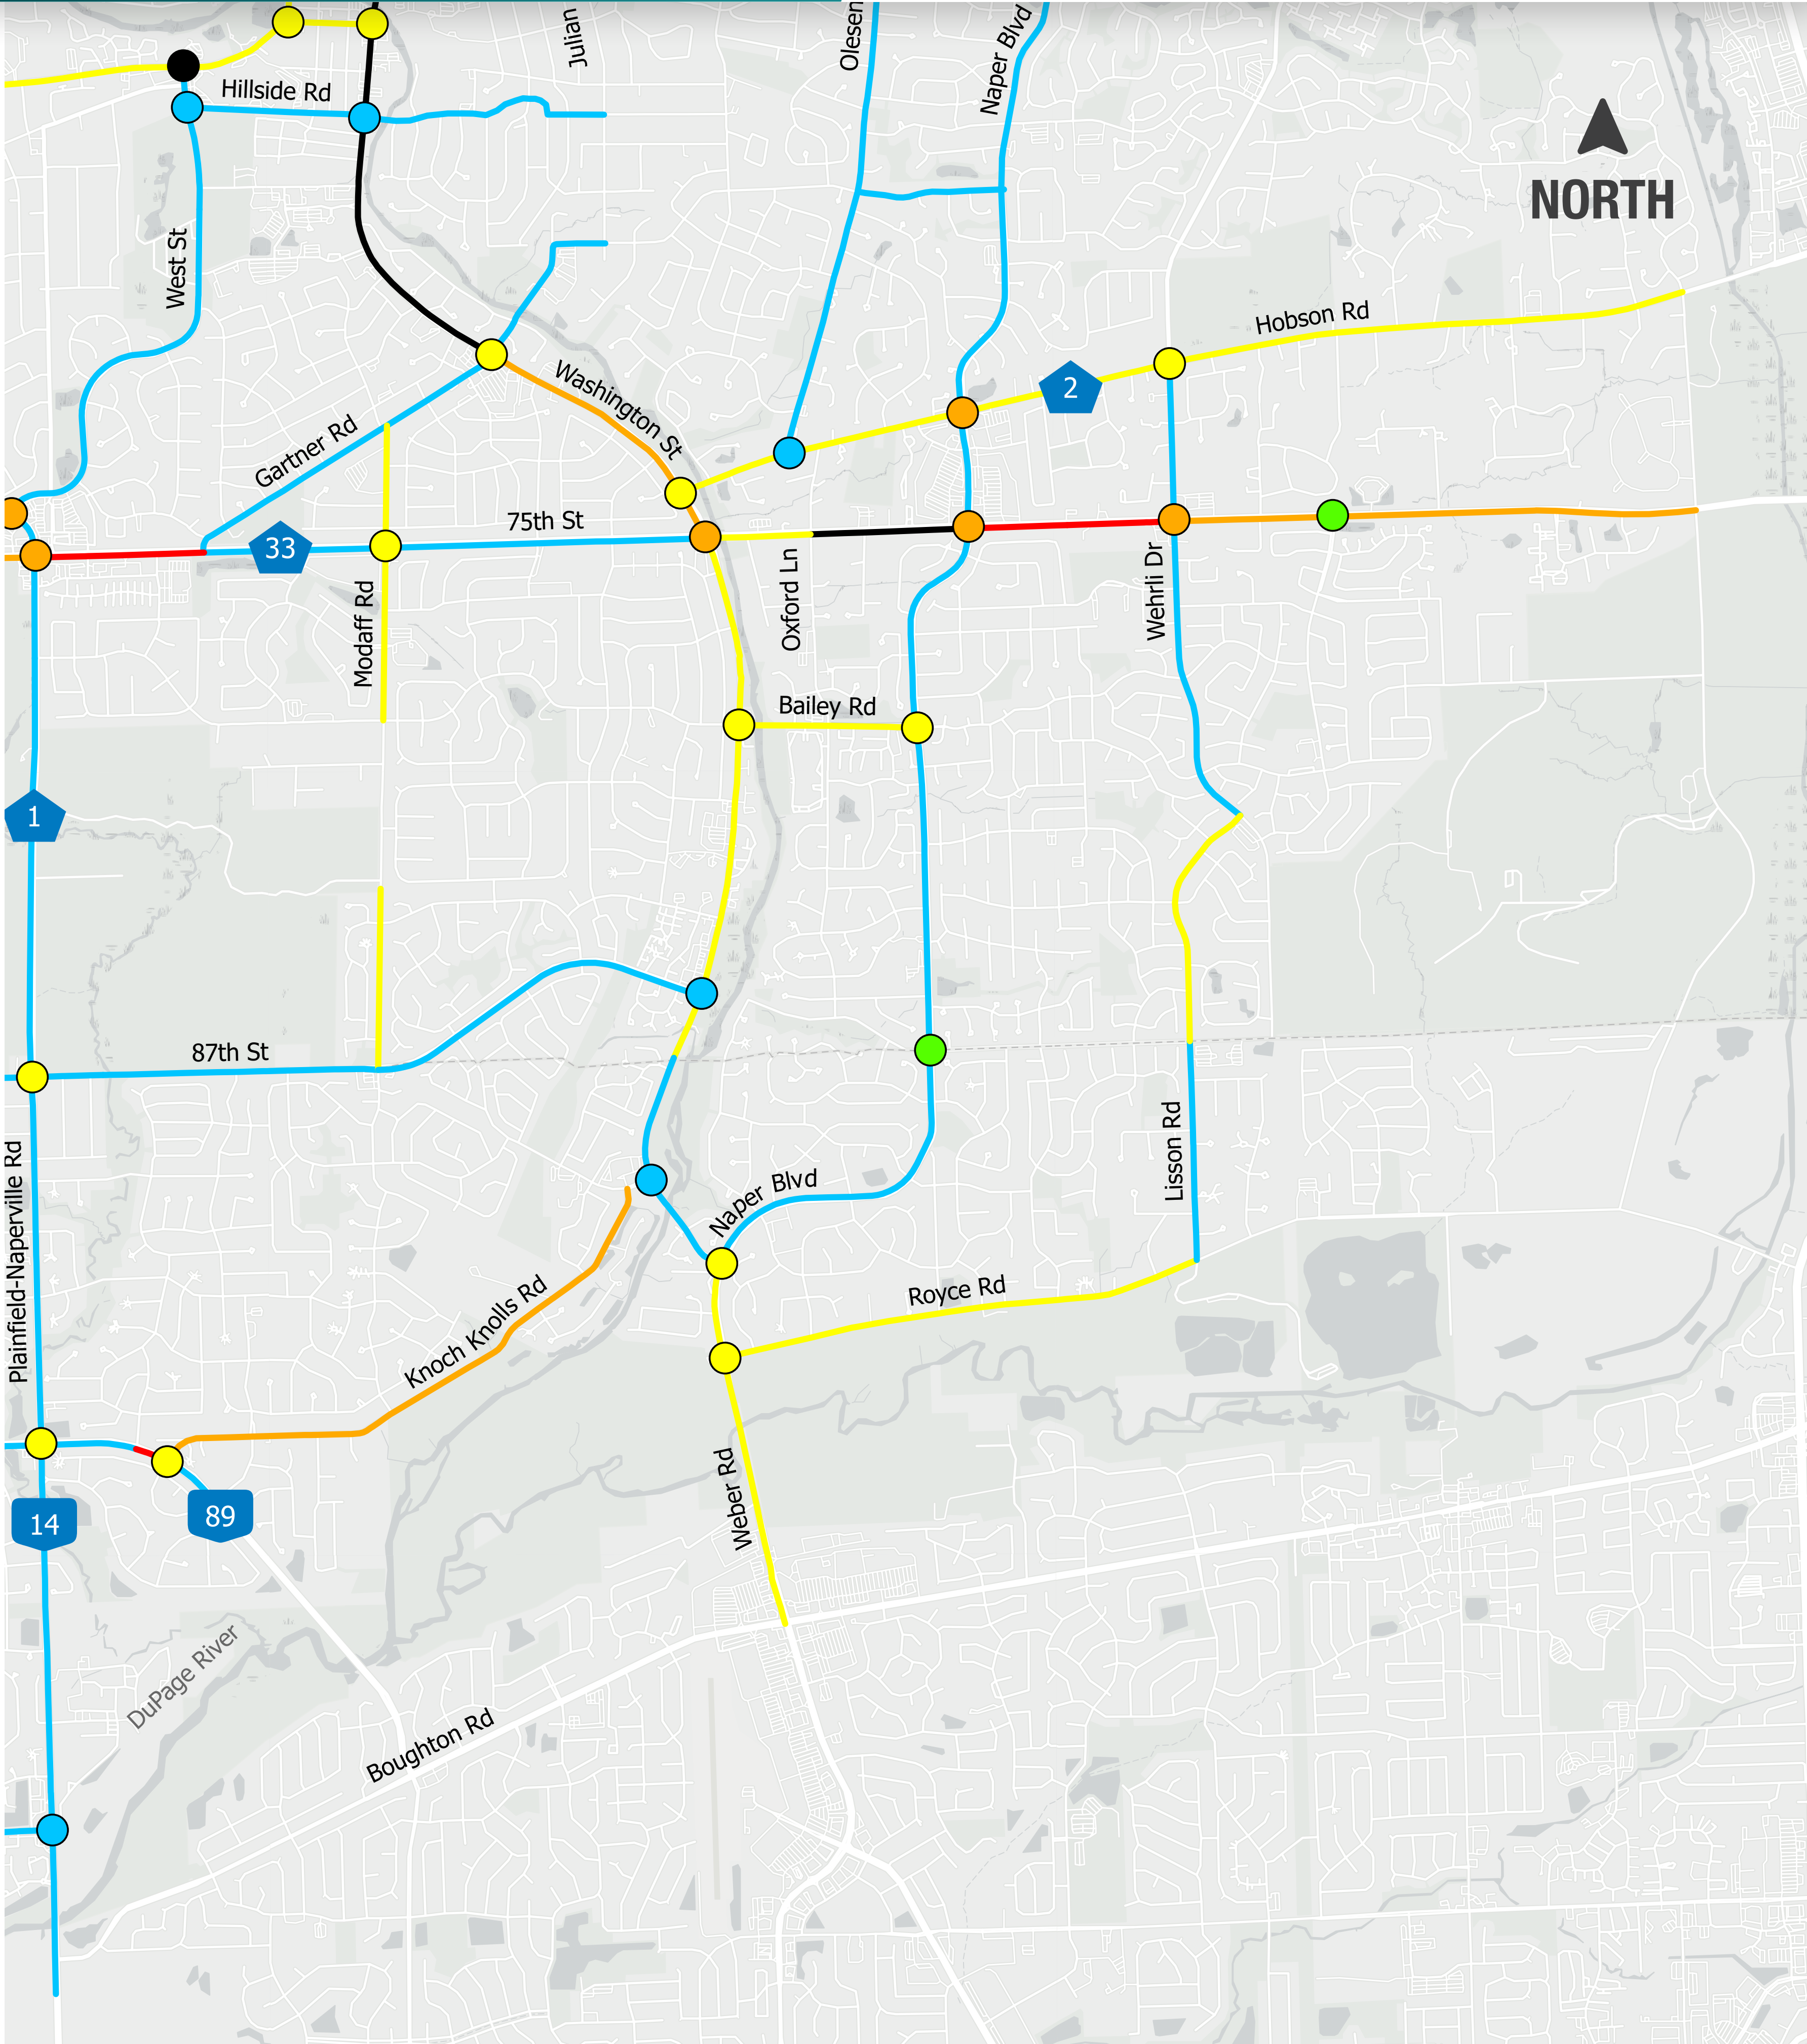 Julian
Olesen
Naper Blvd
Hillside Rd
NORTH
West St
Hobson Rd
2
Washington St
Gartner Rd
75th St
33
Oxford Ln
Wehrli Dr
Modaff Rd
Bailey Rd
1
87th St
Lisson Rd
Plainfield-Naperville Rd
Naper Blvd
Royce Rd
Knoch Knolls Rd
Weber Rd
14
89
DuPage River
Boughton Rd